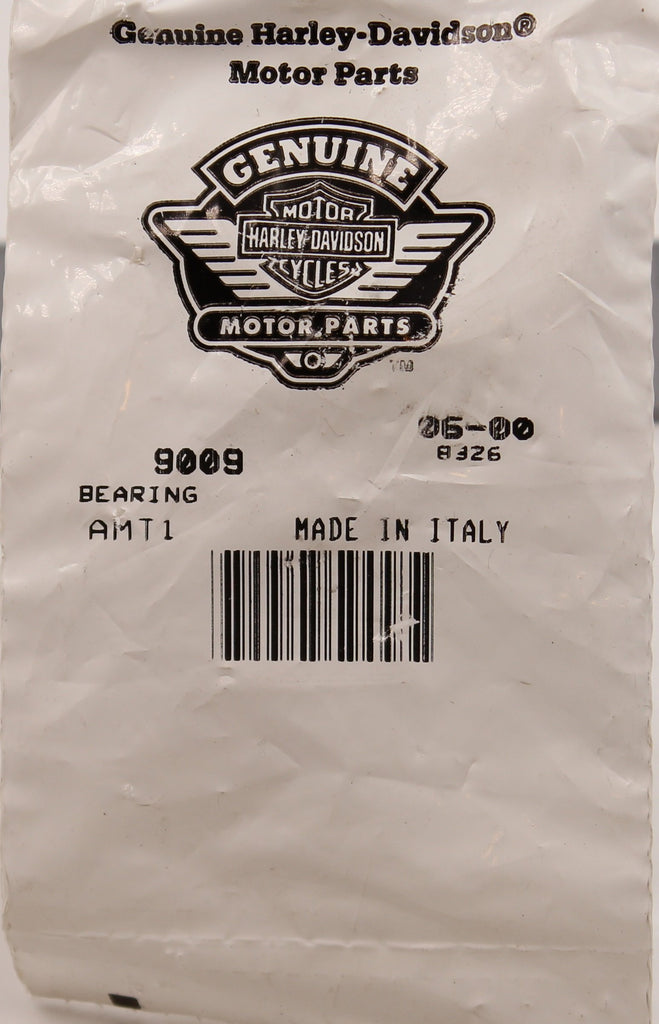 Genuine Harley-Davidson®
Motor Parts
GENUINE
MOTOR
HARLEY-DAVIDSON
CYCLES
MOTOR PARTS
TM
06-00
9009
8326
BEARING
AMT1 MADE IN ITALY